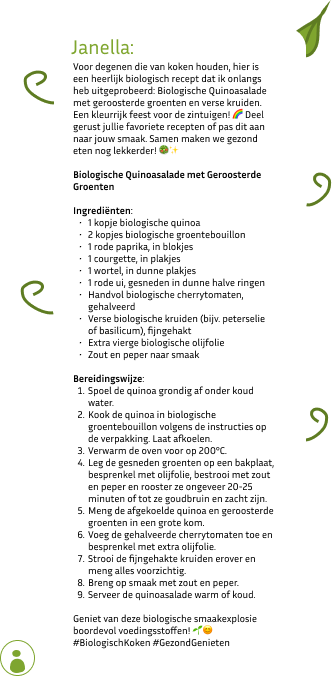 Janella:
Voor degenen die van koken houden, hier is
een heerlijk biologisch recept dat ik onlangs
heb uitgeprobeerd: Biologische Quinoasalade
met geroosterde groenten en verse kruiden.
Een kleurrijk feest voor de zintuigen! 🌈 Deel
gerust jullie favoriete recepten of pas dit aan
naar jouw smaak. Samen maken we gezond
eten nog lekkerder! 🥗✨
Biologische Quinoasalade met Geroosterde
Groenten
Ingrediënten:
· 1 kopje biologische quinoa
· 2 kopjes biologische groentebouillon
· 1 rode paprika, in blokjes
· 1 courgette, in plakjes
· 1 wortel, in dunne plakjes
· 1 rode ui, gesneden in dunne halve ringen
· Handvol biologische cherrytomaten,
gehalveerd
· Verse biologische kruiden (bijv. peterselie
of basilicum), fijngehakt
· Extra vierge biologische olijfolie
· Zout en peper naar smaak
Bereidingswijze:
1. Spoel de quinoa grondig af onder koud
water.
2. Kook de quinoa in biologische
groentebouillon volgens de instructies op
de verpakking. Laat afkoelen.
3. Verwarm de oven voor op 200°C.
4. Leg de gesneden groenten op een bakplaat,
besprenkel met olijfolie, bestrooi met zout
en peper en rooster ze ongeveer 20-25
minuten of tot ze goudbruin en zacht zijn.
5. Meng de afgekoelde quinoa en geroosterde
groenten in een grote kom.
6. Voeg de gehalveerde cherrytomaten toe en
besprenkel met extra olijfolie.
7. Strooi de fijngehakte kruiden erover en
meng alles voorzichtig.
8. Breng op smaak met zout en peper.
9. Serveer de quinoasalade warm of koud.
Geniet van deze biologische smaakexplosie
boordevol voedingsstoffen! 🌱😊
#BiologischKoken #GezondGenieten